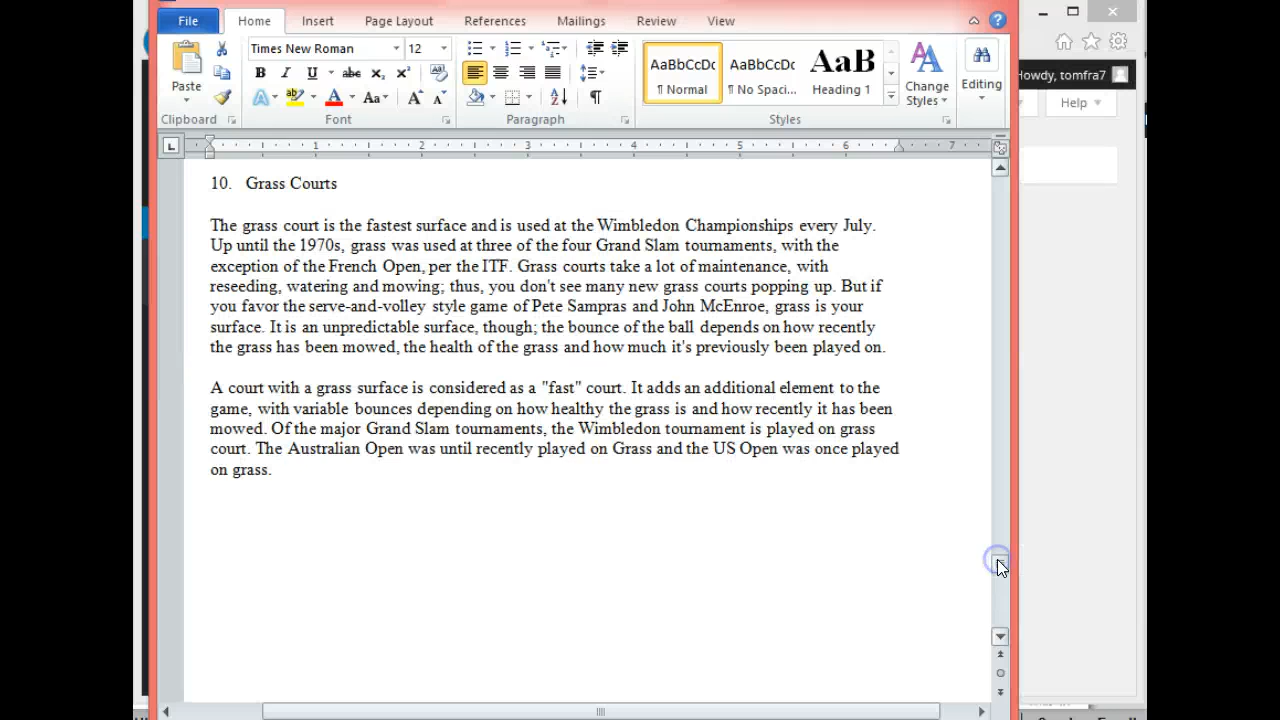 File Home Insert Page Layout References Mailings Review View
Howdy, tomfra7
Help
Times New Roman 12
AaBbCcDc AaBbCcDc AaB
Paste
¶ Normal ¶ No Spaci... Heading 1 Change Styles Editing
Clipboard Font Paragraph Styles
1 2 3 4 5 6 7
10. Grass Courts
The grass court is the fastest surface and is used at the Wimbledon Championships every July.
Up until the 1970s, grass was used at three of the four Grand Slam tournaments, with the
exception of the French Open, per the ITF. Grass courts take a lot of maintenance, with
reseeding, watering and mowing; thus, you don't see many new grass courts popping up. But if
you favor the serve-and-volley style game of Pete Sampras and John McEnroe, grass is your
surface. It is an unpredictable surface, though; the bounce of the ball depends on how recently
the grass has been mowed, the health of the grass and how much it's previously been played on.
A court with a grass surface is considered as a "fast" court. It adds an additional element to the
game, with variable bounces depending on how healthy the grass is and how recently it has been
mowed. Of the major Grand Slam tournaments, the Wimbledon tournament is played on grass
court. The Australian Open was until recently played on Grass and the US Open was once played
on grass.